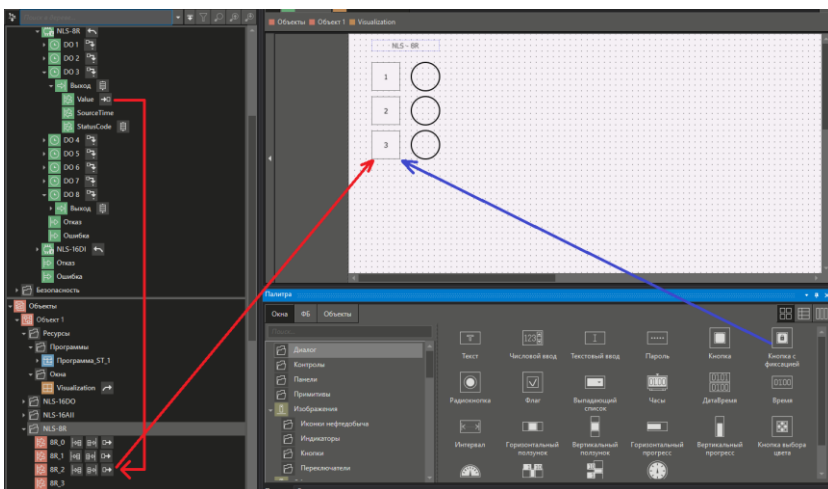 NLS-8R
DO 1
DO 2
DO 3
Выход
Value
SourceTime
StatusCode
DO 4
DO 5
DO 6
DO 7
DO 8
Выход
Отказ
Ошибка
NLS-16DI
Отказ
Ошибка
Безопасность
Объекты
Объект 1
Ресурсы
Программы
Программа_ST_1
Окна
Visualization
NLS-16DO
NLS-16AII
NLS-8R
8R_0
8R_1
8R_2
8R_3
Объекты Объект 1 Visualization
NLS - 8R
1
2
3
Палитра
Окна ФБ Объекты
Диалог
Контролы
Панели
Примитивы
Изображения
Иконки нефтедобыча
Индикаторы
Кнопки
Переключатели
Текст Числовой ввод Текстовый ввод Пароль Кнопка Кнопка с фиксацией
Радиокнопка Флаг Выпадающий список Часы ДатаВремя Время
Интервал Горизонтальный ползунок Вертикальный ползунок Горизонтальный прогресс Вертикальный прогресс Кнопка выбора цвета